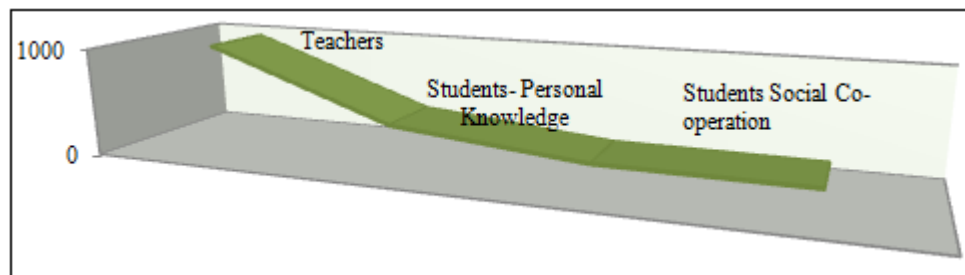 1000
Teachers
Students- Personal
Knowledge
Students Social Co-
operation
0